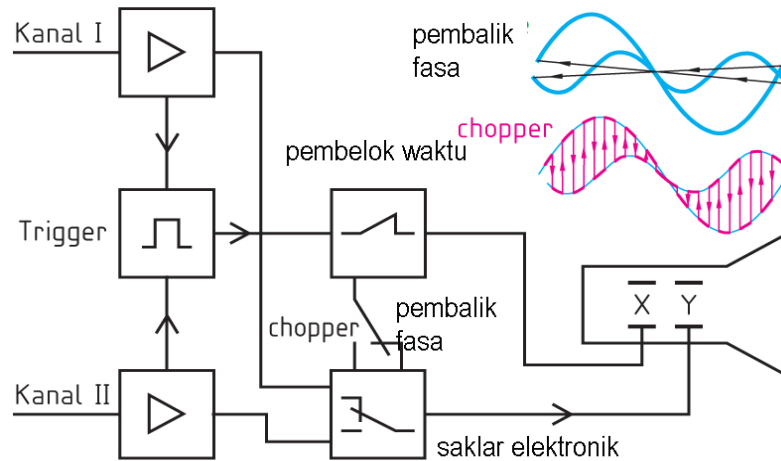 Kanal I
pembalik
fasa
chopper
pembelok waktu
Trigger
chopper
pembalik
fasa
X Y
Kanal II
saklar elektronik